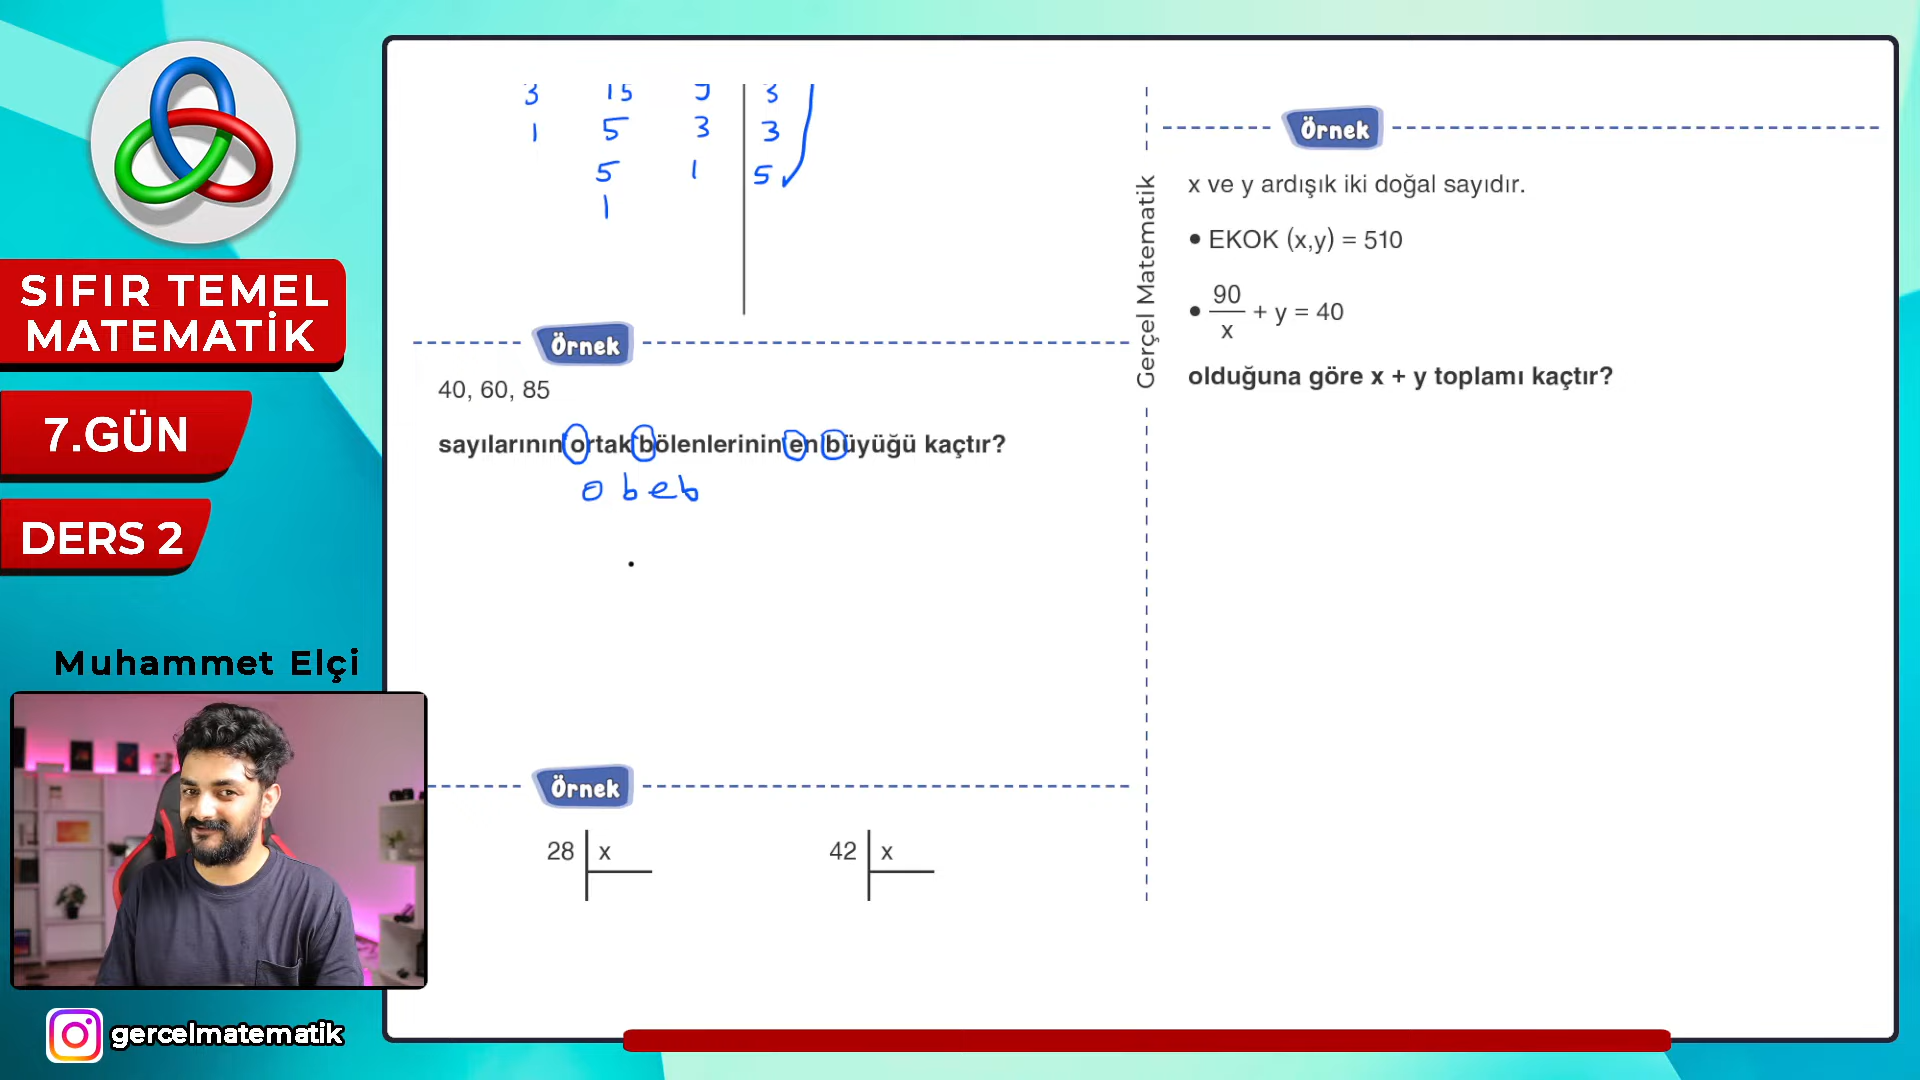 SIFIR TEMEL
MATEMATİK
7.GÜN
DERS 2
Muhammet Elçi
gercelmatematik
3 15 9 3
1 5 3 3
5 1 5
1
Örnek
40, 60, 85
sayılarının ortak bölenlerinin en büyüğü kaçtır?
o b e b
Örnek
28 x
42 x
Gerçel Matematik
Örnek
x ve y ardışık iki doğal sayıdır.
• EKOK (x,y) = 510
• 90/x + y = 40
olduğuna göre x + y toplamı kaçtır?